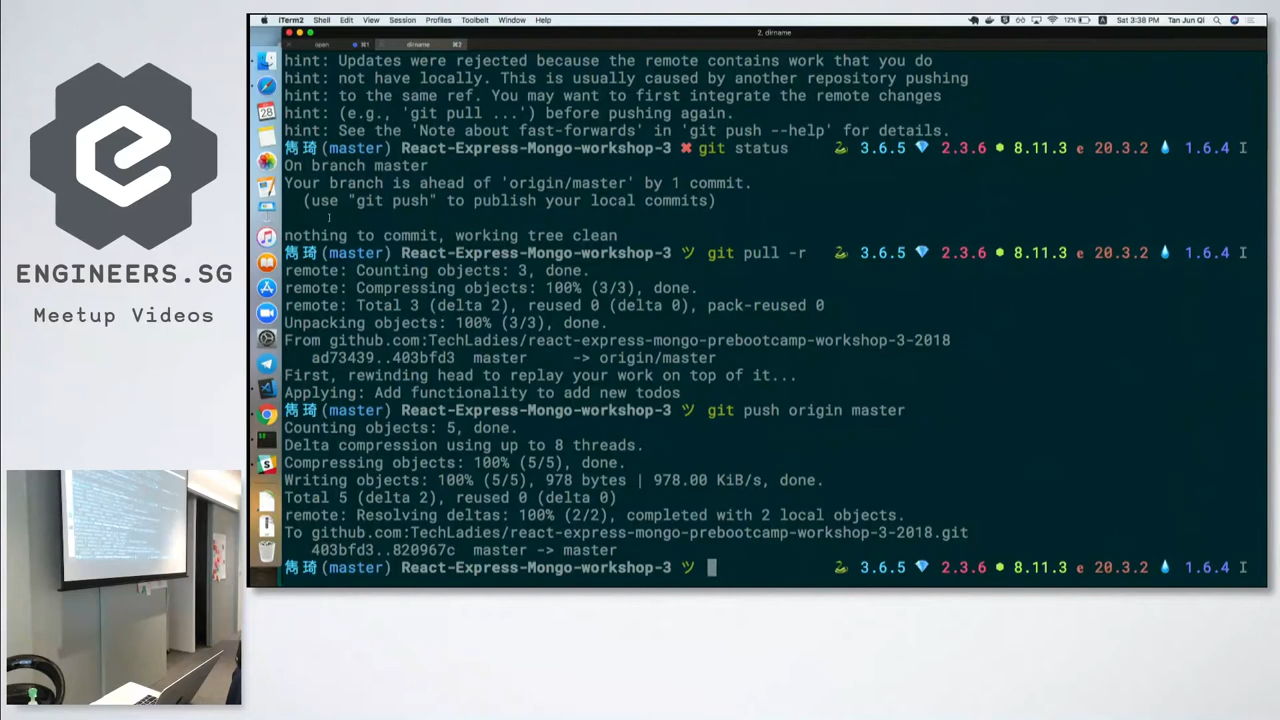 iTerm2 Shell Edit View Session Profiles Toolbelt Window Help 12% Sat 3:38 PM Tan Jun Qi
2. dirname
open ⌘1 dirname ⌘2
hint: Updates were rejected because the remote contains work that you do
hint: not have locally. This is usually caused by another repository pushing
hint: to the same ref. You may want to first integrate the remote changes
hint: (e.g., 'git pull ...') before pushing again.
hint: See the 'Note about fast-forwards' in 'git push --help' for details.
雋琦(master) React-Express-Mongo-workshop-3 ✖ git status 3.6.5 2.3.6 8.11.3 e 20.3.2 1.6.4 I
On branch master
Your branch is ahead of 'origin/master' by 1 commit.
(use "git push" to publish your local commits)
nothing to commit, working tree clean
雋琦(master) React-Express-Mongo-workshop-3 ツ git pull -r 3.6.5 2.3.6 8.11.3 e 20.3.2 1.6.4 I
remote: Counting objects: 3, done.
remote: Compressing objects: 100% (3/3), done.
remote: Total 3 (delta 2), reused 0 (delta 0), pack-reused 0
Unpacking objects: 100% (3/3), done.
From github.com:TechLadies/react-express-mongo-prebootcamp-workshop-3-2018
ad73439..403bfd3 master -> origin/master
First, rewinding head to replay your work on top of it...
Applying: Add functionality to add new todos
雋琦(master) React-Express-Mongo-workshop-3 ツ git push origin master
Counting objects: 5, done.
Delta compression using up to 8 threads.
Compressing objects: 100% (5/5), done.
Writing objects: 100% (5/5), 978 bytes | 978.00 KiB/s, done.
Total 5 (delta 2), reused 0 (delta 0)
remote: Resolving deltas: 100% (2/2), completed with 2 local objects.
To github.com:TechLadies/react-express-mongo-prebootcamp-workshop-3-2018.git
403bfd3..820967c master -> master
雋琦(master) React-Express-Mongo-workshop-3 ツ 3.6.5 2.3.6 8.11.3 e 20.3.2 1.6.4 I
ENGINEERS.SG
Meetup Videos